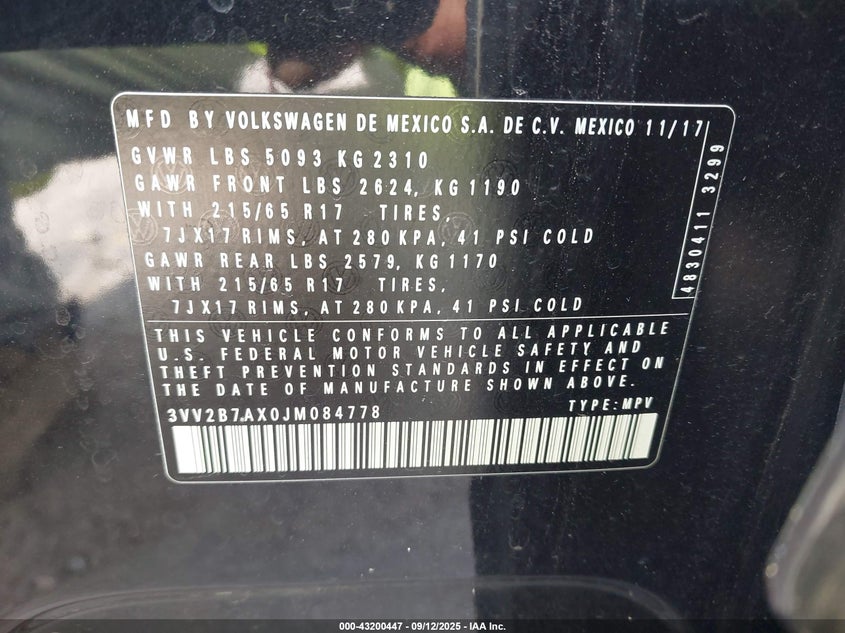 MFD BY VOLKSWAGEN DE MEXICO S.A. DE C.V. MEXICO 11/17
GVWR LBS 5093 KG 2310
GAWR FRONT LBS 2624, KG 1190
WITH 215/65 R17 TIRES,
7JX17 RIMS, AT 280 KPA, 41 PSI COLD
GAWR REAR LBS 2579, KG 1170
WITH 215/65 R17 TIRES,
7JX17 RIMS, AT 280 KPA, 41 PSI COLD
4830411 3299
THIS VEHICLE CONFORMS TO ALL APPLICABLE
U.S. FEDERAL MOTOR VEHICLE SAFETY AND
THEFT PREVENTION STANDARDS IN EFFECT ON
THE DATE OF MANUFACTURE SHOWN ABOVE.
3VV2B7AX0JM084778 TYPE:MPV
000-43200447 - 09/12/2025 - IAA Inc.